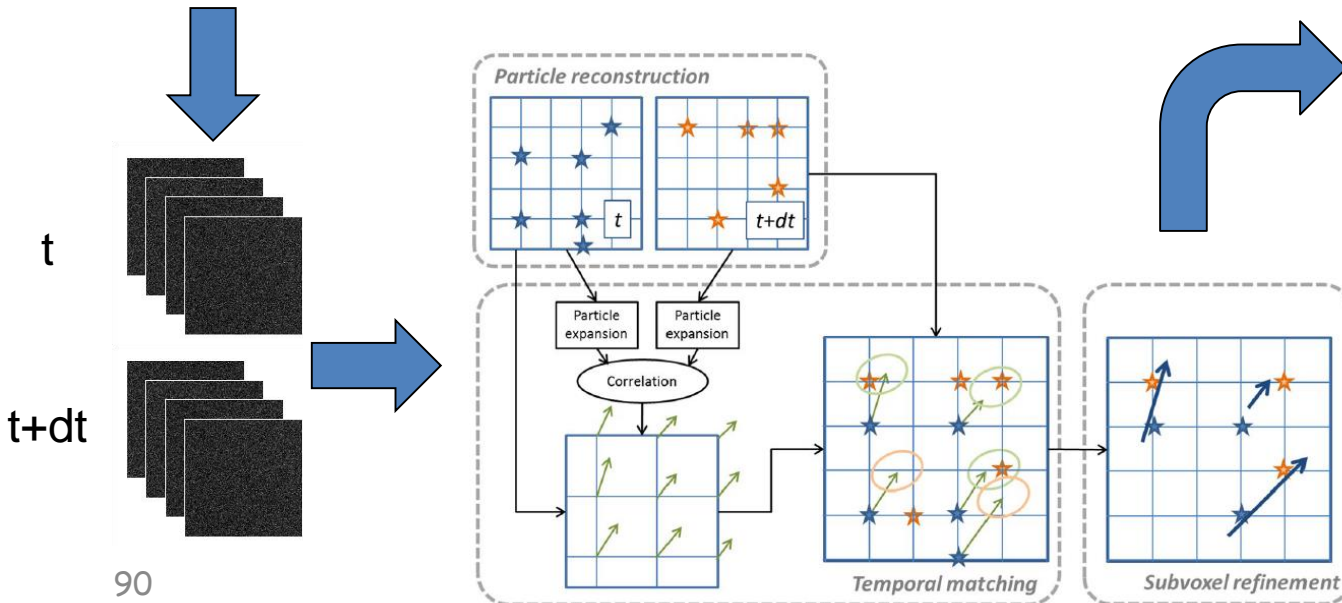 Particle reconstruction
t
t+dt
t
t+dt
Particle
expansion
Particle
expansion
Correlation
Temporal matching
Subvoxel refinement
90